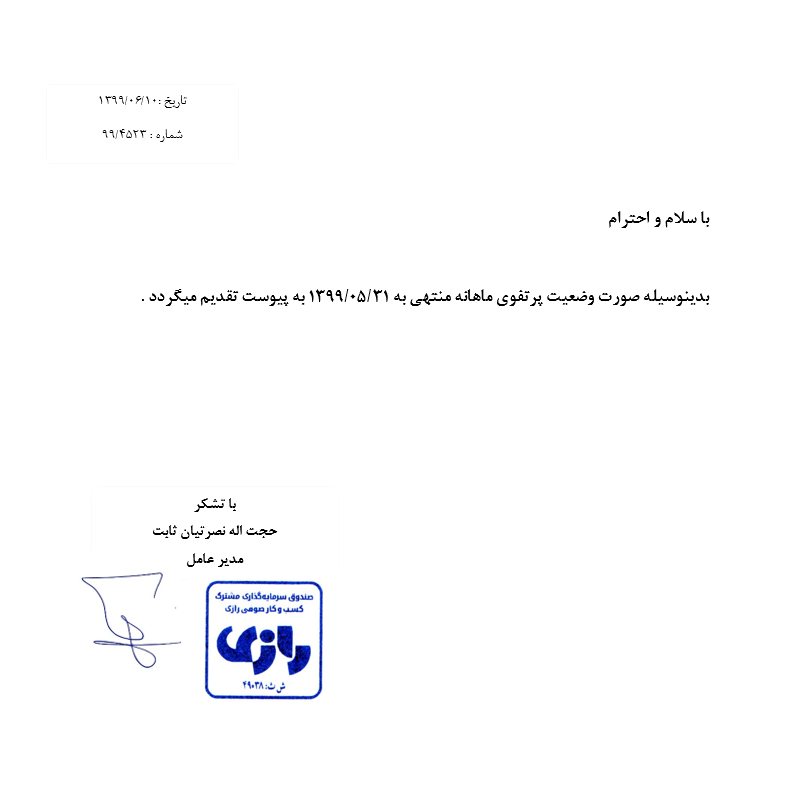 تاریخ :۱۳۹۹/۰۶/۱۰
شماره : ۹۹/۴۵۲۳
با سلام و احترام
بدینوسیله صورت وضعیت پرتفوی ماهانه منتهی به ۱۳۹۹/۰۵/۳۱ به پیوست تقدیم میگردد .
با تشکر
حجت اله نصرتیان ثابت
مدیر عامل
صندوق سرمایه‌گذاری مشترک
کسب و کار صومی رازی
رازی
ش ث: ۴۹۰۳۸